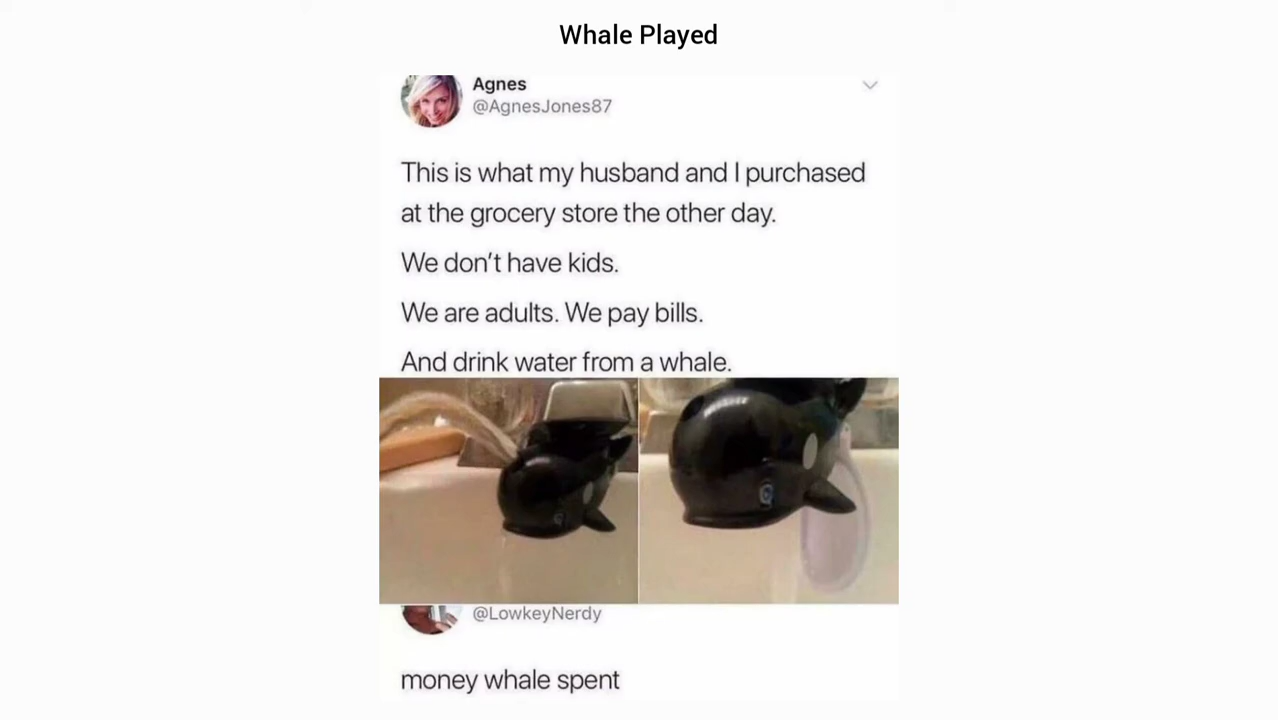 Whale Played
Agnes
@AgnesJones87
This is what my husband and I purchased
at the grocery store the other day.
We don't have kids.
We are adults. We pay bills.
And drink water from a whale.
@LowkeyNerdy
money whale spent